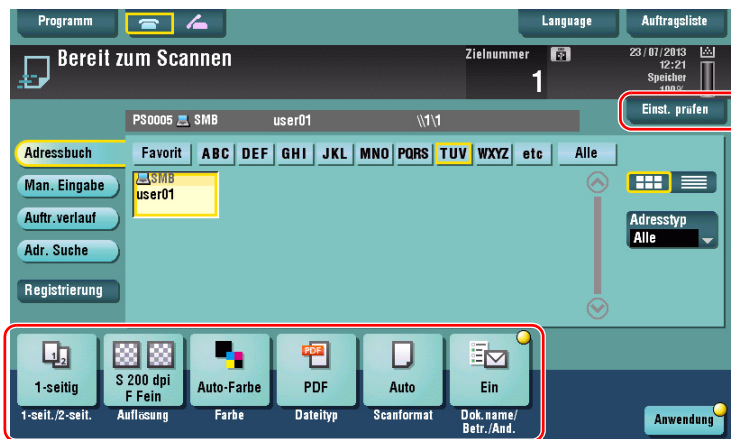 Programm
Language
Auftragsliste
Bereit zum Scannen
Zielnummer
1
23/07/2013
12:21
Speicher
100%
Einst. prüfen
PS0005 SMB user01 \\1\1
Adressbuch
Favorit ABC DEF GHI JKL MNO PQRS TUV WXYZ etc Alle
Man. Eingabe
Auftr.verlauf
Adr. Suche
Registrierung
SMB
user01
Adresstyp
Alle
1 2
1-seitig
1-seit./2-seit.
S 200 dpi
F Fein
Auflösung
Auto-Farbe
Farbe
PDF
PDF
Dateityp
Auto
Scanformat
Ein
Dok.name/
Betr./And.
Anwendung